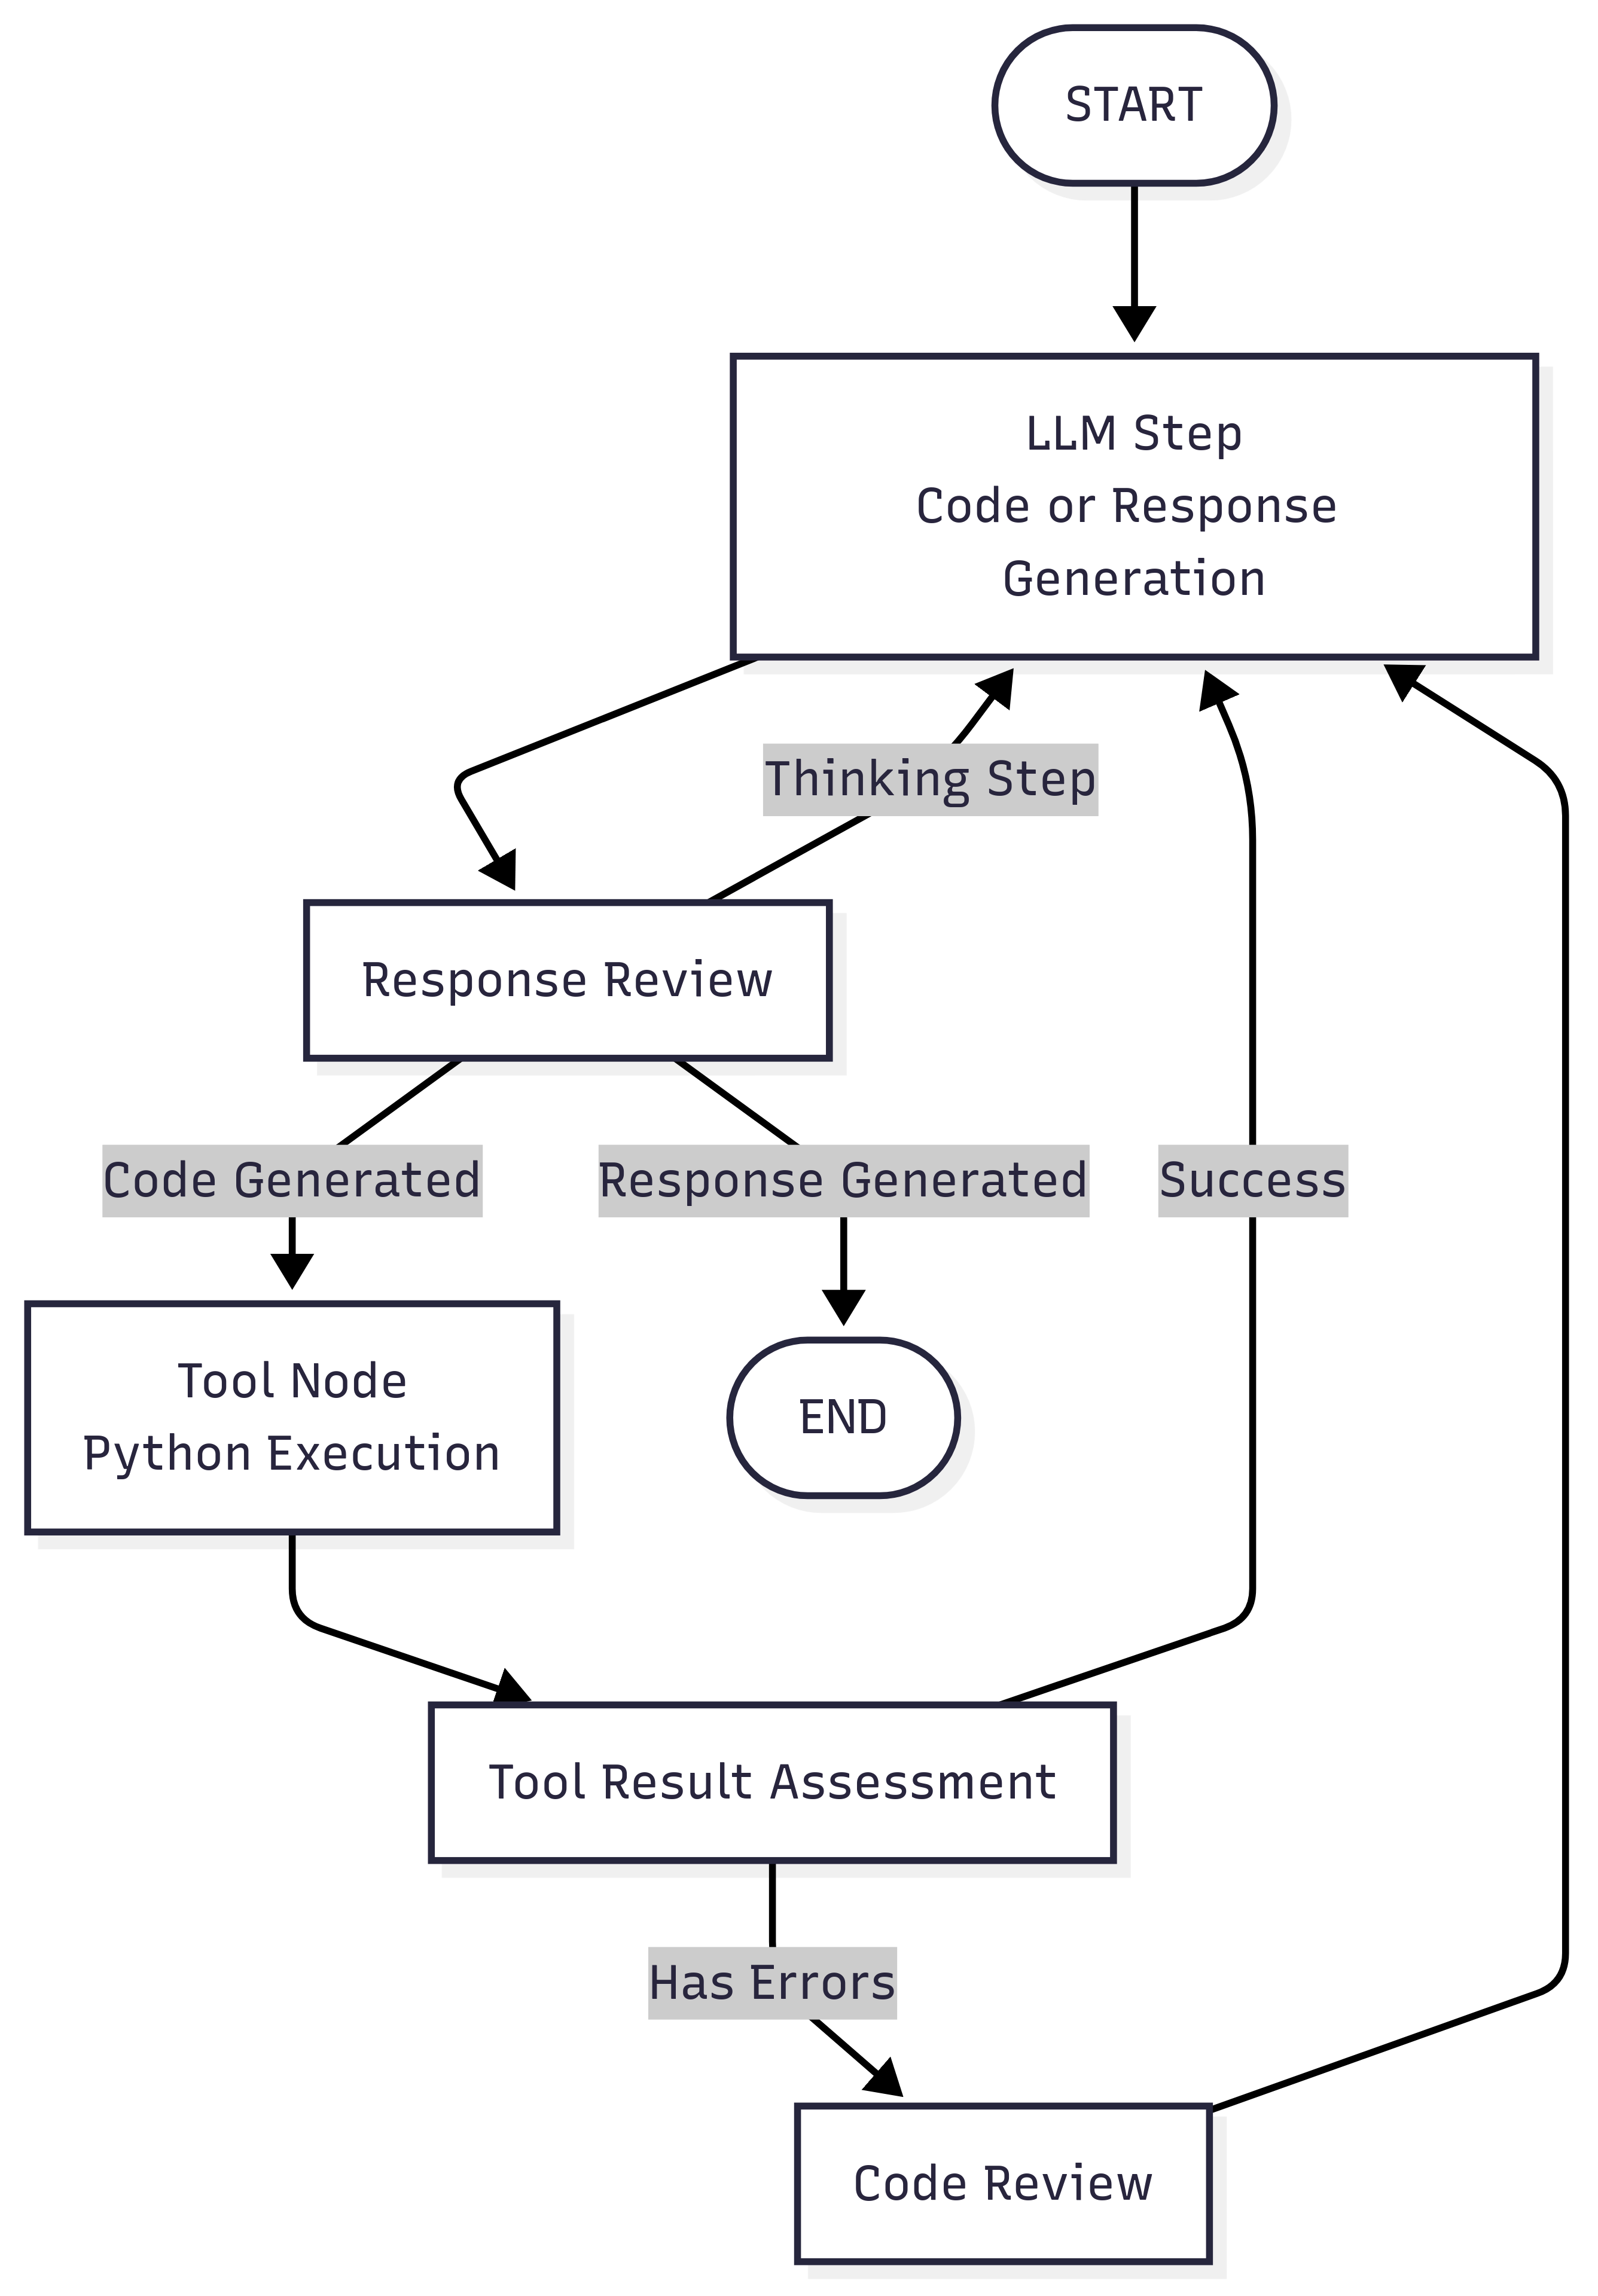 START
LLM Step
Code or Response
Generation
Thinking Step
Response Review
Code Generated
Response Generated
Success
Tool Node
Python Execution
END
Tool Result Assessment
Has Errors
Code Review